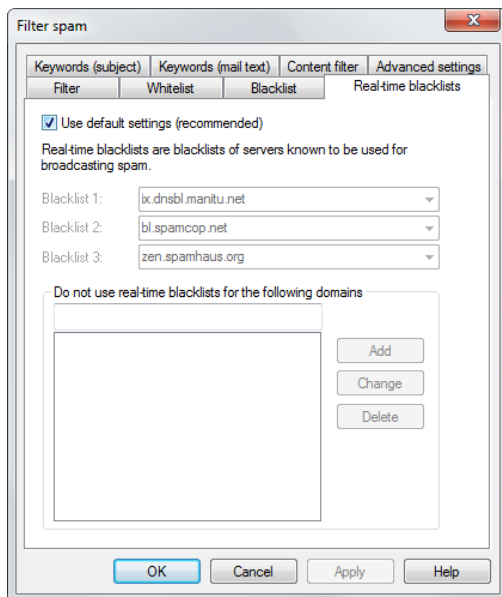 Filter spam
Keywords (subject) Keywords (mail text) Content filter Advanced settings
Filter Whitelist Blacklist Real-time blacklists
Use default settings (recommended)
Real-time blacklists are blacklists of servers known to be used for
broadcasting spam.
Blacklist 1: ix.dnsbl.manitu.net
Blacklist 2: bl.spamcop.net
Blacklist 3: zen.spamhaus.org
Do not use real-time blacklists for the following domains
Add
Change
Delete
OK Cancel Apply Help